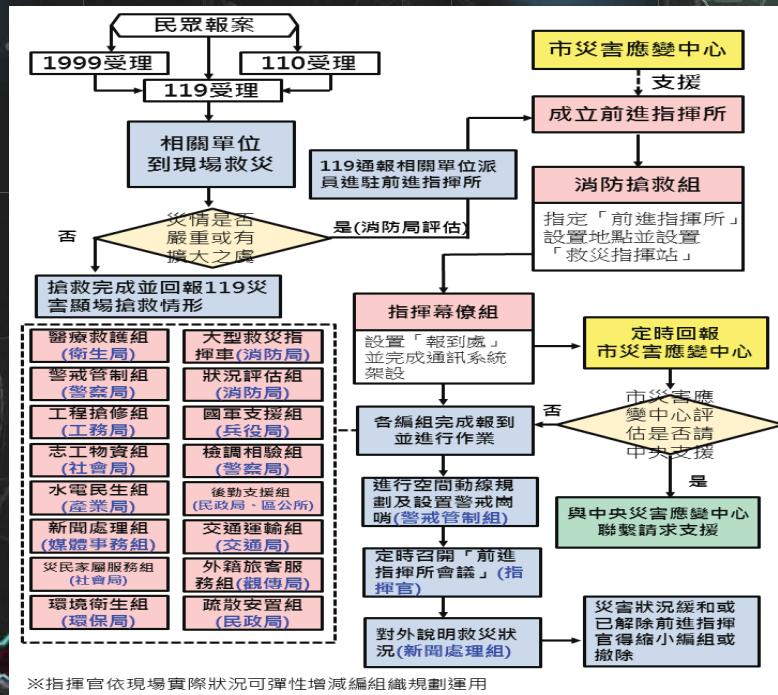 民眾報案
1999受理
110受理
119受理
相關單位
到現場救災
災情是否
嚴重或有
擴大之處
否
是(消防局評估)
搶救完成並回報119災
害顯場搶救情形
119通報相關單位派
員進駐前進指揮所
市災害應變中心
支援
成立前進指揮所
消防搶救組
指定「前進指揮所」
設置地點並設置
「救災指揮站」
指揮幕僚組
設置「報到處」
並完成通訊系統
架設
定時回報
市災害應變中心
市災害應
變中心評
估是否請
中央支援
否
是
與中央災害應變中心
聯繫請求支援
各編組完成報到
並進行作業
進行空間動線規
劃及設置警戒崗
哨(警戒管制組)
定時召開「前進
指揮所會議」(指
揮官)
對外說明救災狀
況(新聞處理組)
災害狀況緩和或
已解除前進指揮
官得縮小編組或
撤除
醫療救護組
(衛生局)
大型救災指
揮車(消防局)
警戒管制組
(警察局)
狀況評估組
(消防局)
工程搶修組
(工務局)
國軍支援組
(兵役局)
志工物資組
(社會局)
檢調相驗組
(警察局)
水電民生組
(產業局)
後勤支援組
(民政局、區公所)
新聞處理組
(媒體事務組)
交通運輸組
(交通局)
災民家屬服務組
(社會局)
外籍旅客服
務組(觀傳局)
環境衛生組
(環保局)
疏散安置組
(民政局)
※指揮官依現場實際狀況可彈性增減編組織規劃運用